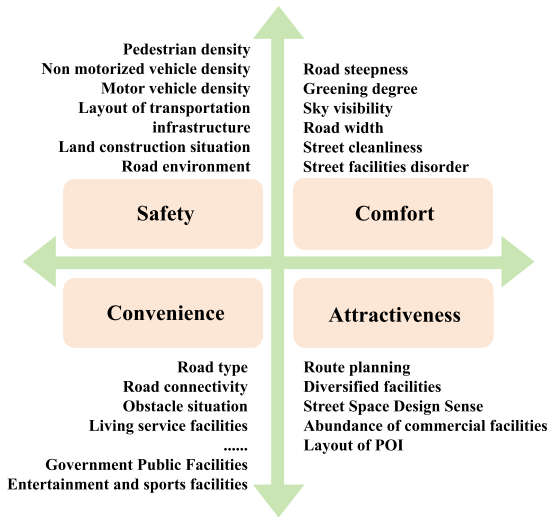 Pedestrian density
Non motorized vehicle density
Motor vehicle density
Layout of transportation
infrastructure
Land construction situation
Road environment
Road steepness
Greening degree
Sky visibility
Road width
Street cleanliness
Street facilities disorder
Safety
Comfort
Convenience
Attractiveness
Road type
Road connectivity
Obstacle situation
Living service facilities
......
Government Public Facilities
Entertainment and sports facilities
Route planning
Diversified facilities
Street Space Design Sense
Abundance of commercial facilities
Layout of POI